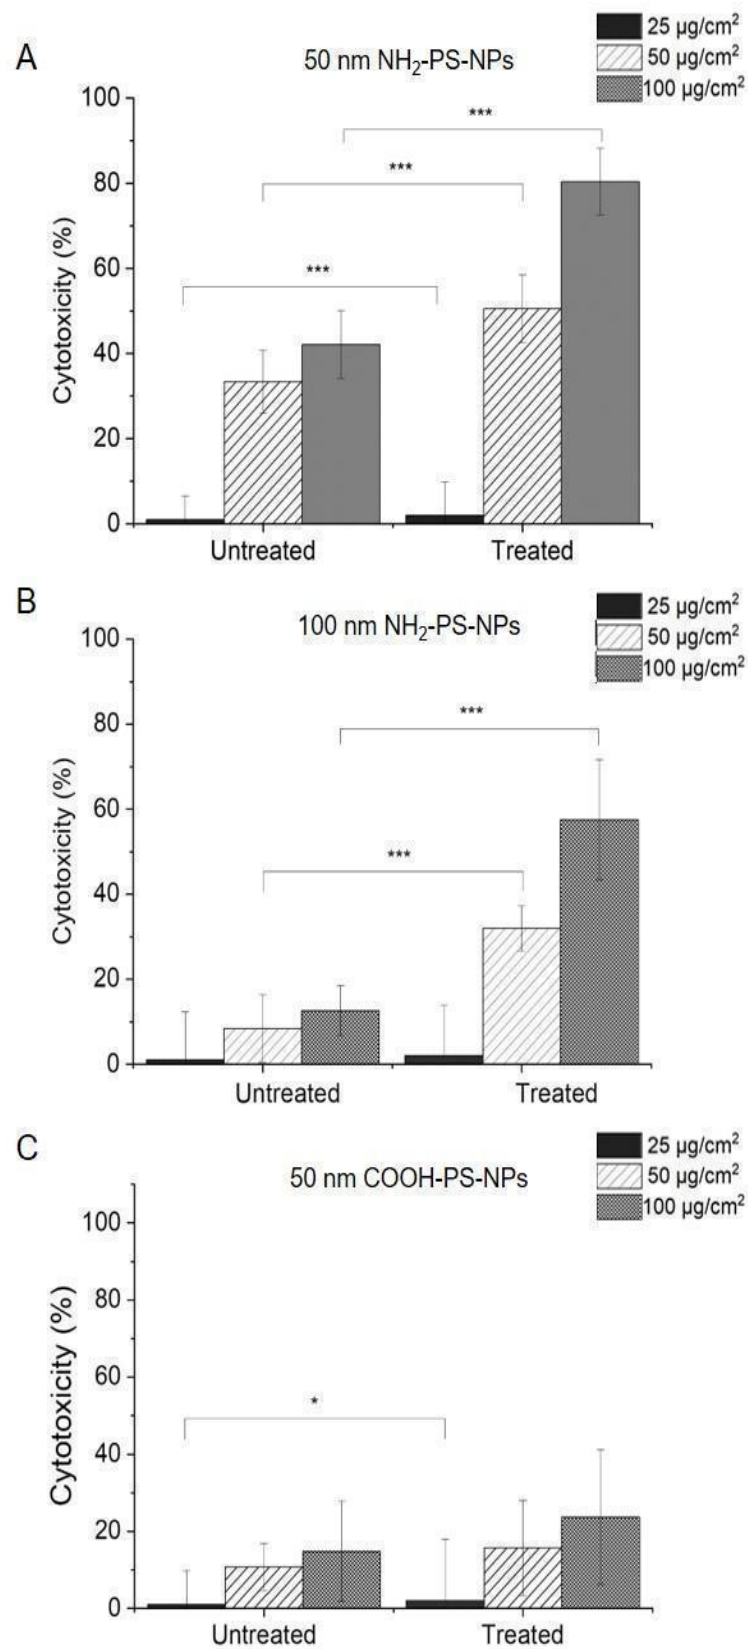 A
50 nm NH₂-PS-NPs
25 µg/cm²
50 µg/cm²
100 µg/cm²
Cytotoxicity (%)
100
80
60
40
20
0
***
***
***
Untreated
Treated
B
100 nm NH₂-PS-NPs
25 µg/cm²
50 µg/cm²
100 µg/cm²
Cytotoxicity (%)
100
80
60
40
20
0
***
***
Untreated
Treated
C
50 nm COOH-PS-NPs
25 µg/cm²
50 µg/cm²
100 µg/cm²
Cytotoxicity (%)
100
80
60
40
20
0
*
Untreated
Treated